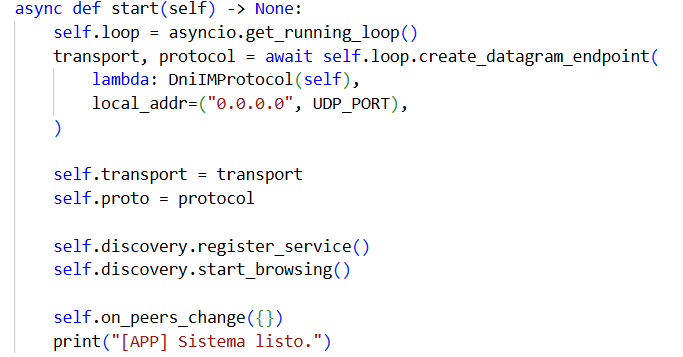 async def start(self) -> None:
    self.loop = asyncio.get_running_loop()
    transport, protocol = await self.loop.create_datagram_endpoint(
        lambda: DniIMProtocol(self),
        local_addr=("0.0.0.0", UDP_PORT),
    )

    self.transport = transport
    self.proto = protocol

    self.discovery.register_service()
    self.discovery.start_browsing()

    self.on_peers_change({})
    print("[APP] Sistema listo.")